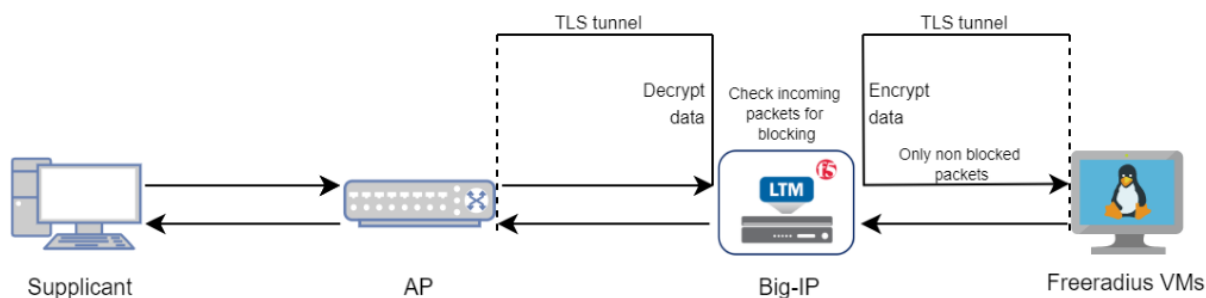 TLS tunnel
TLS tunnel
Decrypt
data
Check incoming
packets for
blocking
Encrypt
data
Only non blocked
packets
f5
LTM
Supplicant
AP
Big-IP
Freeradius VMs